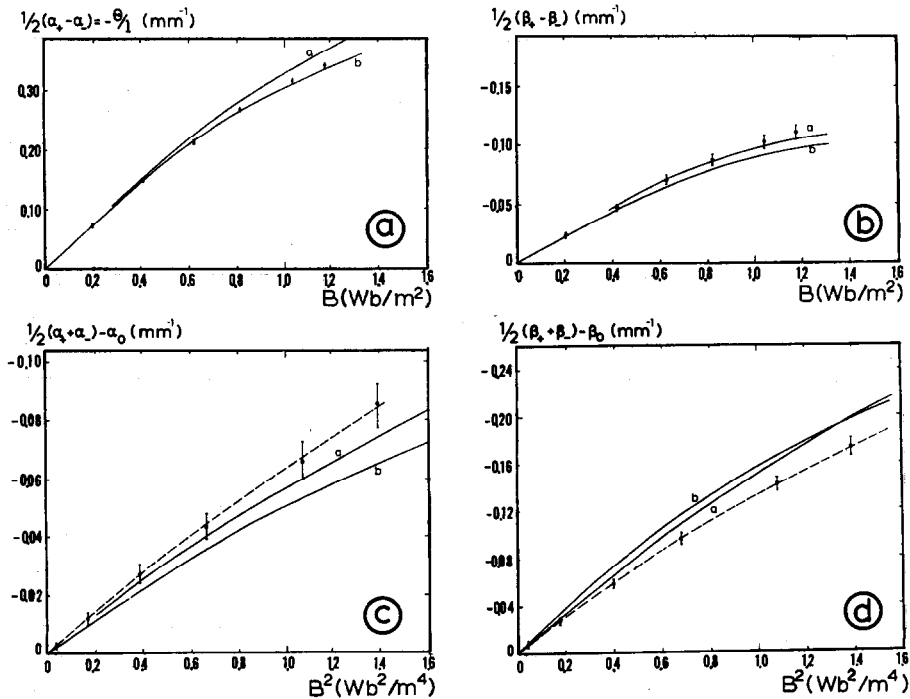 ½(α₊-α₋)=-θ/l (mm⁻¹)
0,30
0,20
0,10
0
a
b
ⓐ
0 0,2 0,4 0,6 0,8 1,0 1,2 1,4 1,6
B(Wb/m²)
½(β₊-β₋) (mm⁻¹)
-0,15
-0,10
-0,05
0
a
b
ⓑ
0 0,2 0,4 0,6 0,8 1,0 1,2 1,4 1,6
B(Wb/m²)
½(α₊+α₋)-α₀ (mm⁻¹)
-0,10
-0,08
-0,06
-0,04
-0,02
0
a
b
ⓒ
0 0,2 0,4 0,6 0,8 1,0 1,2 1,4 1,6
B²(Wb²/m⁴)
½(β₊+β₋)-β₀ (mm⁻¹)
-0,24
-0,20
-0,16
-0,12
-0,08
-0,04
0
b
a
ⓓ
0 0,2 0,4 0,6 0,8 1,0 1,2 1,4 1,6
B²(Wb²/m⁴)